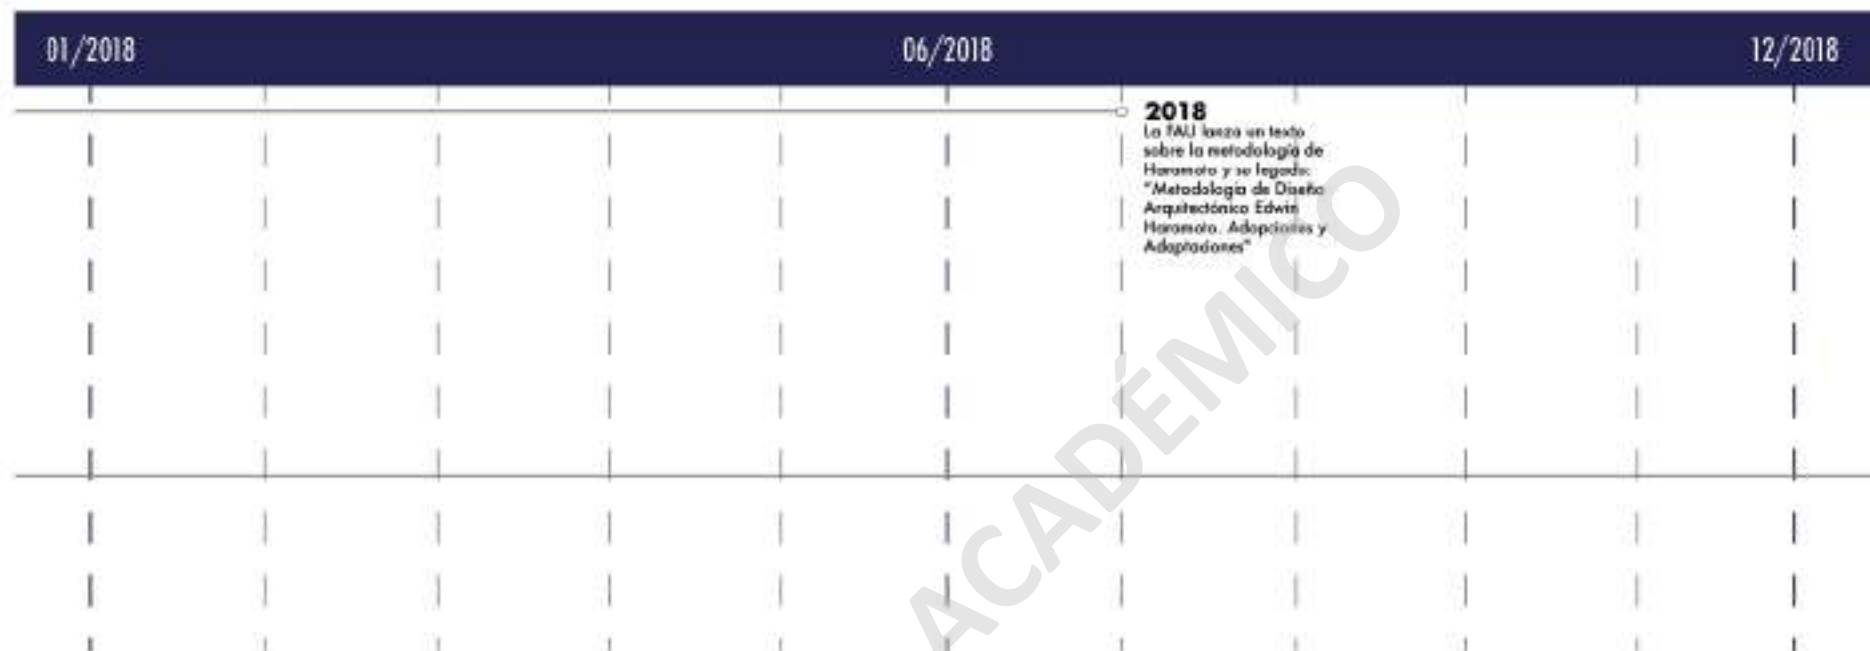 01/2018 06/2018 12/2018
2018
La FAU lanza un texto
sobre la metodología de
Haramoto y su legado:
"Metodología de Diseño
Arquitectónico Edwin
Haramoto. Adopciones y
Adaptaciones"
ACADÉMICO